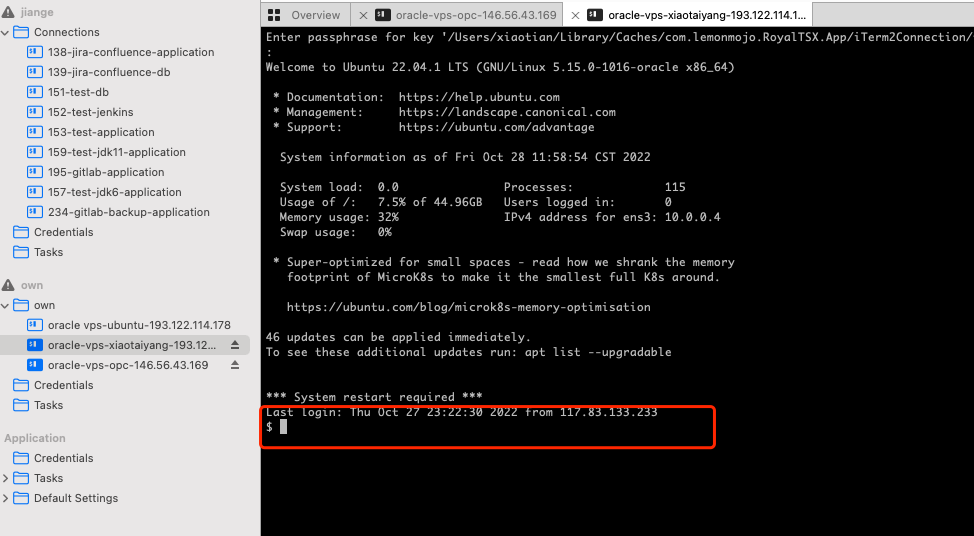 jiange
Connections
138-jira-confluence-application
139-jira-confluence-db
151-test-db
152-test-jenkins
153-test-application
159-test-jdk11-application
195-gitlab-application
157-test-jdk6-application
234-gitlab-backup-application
Credentials
Tasks
own
own
oracle vps-ubuntu-193.122.114.178
oracle-vps-xiaotaiyang-193.12...
oracle-vps-opc-146.56.43.169
Credentials
Tasks
Application
Credentials
Tasks
Default Settings
Overview
oracle-vps-opc-146.56.43.169
oracle-vps-xiaotaiyang-193.122.114.1...
Enter passphrase for key '/Users/xiaotian/Library/Caches/com.lemonmojo.RoyalTSX.App/iTerm2Connection/
:
Welcome to Ubuntu 22.04.1 LTS (GNU/Linux 5.15.0-1016-oracle x86_64)
* Documentation: https://help.ubuntu.com
* Management: https://landscape.canonical.com
* Support: https://ubuntu.com/advantage
System information as of Fri Oct 28 11:58:54 CST 2022
System load: 0.0 Processes: 115
Usage of /: 7.5% of 44.96GB Users logged in: 0
Memory usage: 32% IPv4 address for ens3: 10.0.0.4
Swap usage: 0%
* Super-optimized for small spaces - read how we shrank the memory
footprint of MicroK8s to make it the smallest full K8s around.
https://ubuntu.com/blog/microk8s-memory-optimisation
46 updates can be applied immediately.
To see these additional updates run: apt list --upgradable
*** System restart required ***
Last login: Thu Oct 27 23:22:30 2022 from 117.83.133.233
$